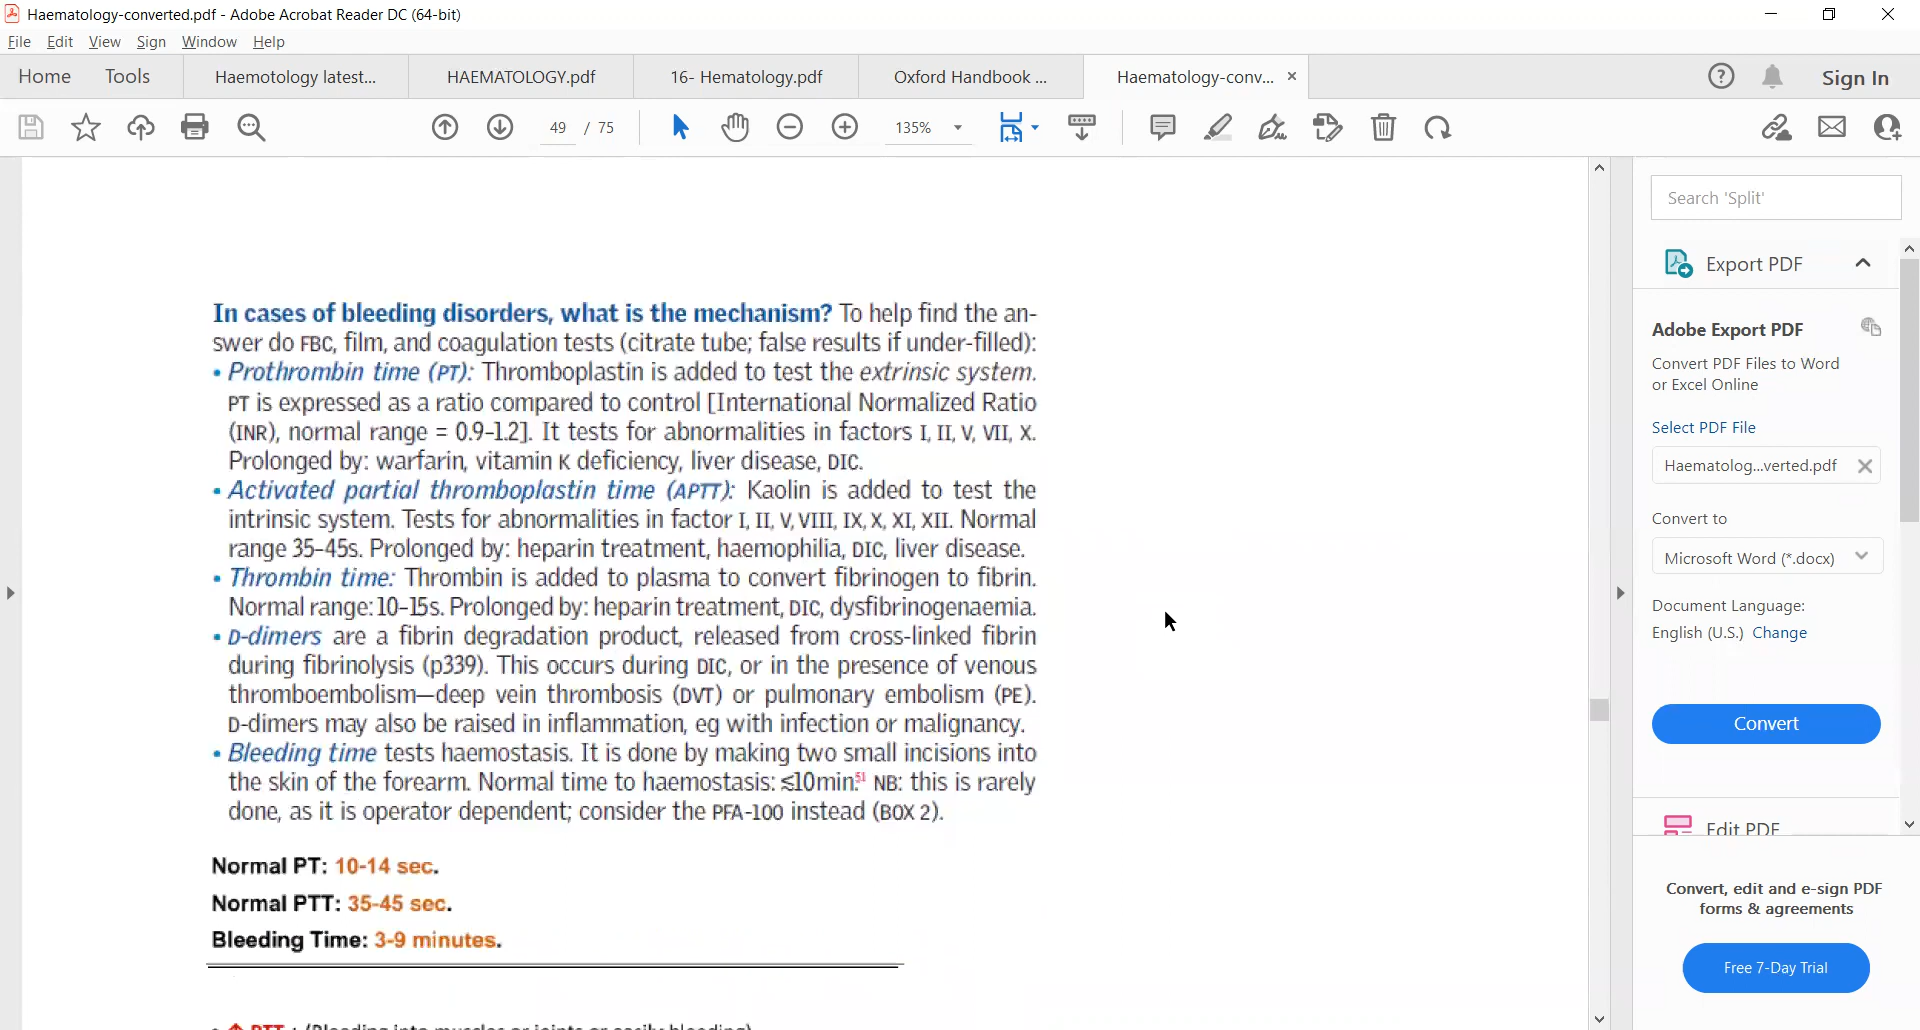 Haematology-converted.pdf - Adobe Acrobat Reader DC (64-bit)
File Edit View Sign Window Help
Home Tools Haemotology latest... HAEMATOLOGY.pdf 16- Hematology.pdf Oxford Handbook ... Haematology-conv... × Sign In
49 / 75 135%
Search 'Split'
Export PDF
Adobe Export PDF
Convert PDF Files to Word
or Excel Online
Select PDF File
Haematolog...verted.pdf
Convert to
Microsoft Word (*.docx)
Document Language:
English (U.S.) Change
Convert
Edit PDF
Convert, edit and e-sign PDF
forms & agreements
Free 7-Day Trial
In cases of bleeding disorders, what is the mechanism? To help find the an-
swer do FBC, film, and coagulation tests (citrate tube; false results if under-filled):
• Prothrombin time (PT): Thromboplastin is added to test the extrinsic system.
PT is expressed as a ratio compared to control [International Normalized Ratio
(INR), normal range = 0.9–1.2]. It tests for abnormalities in factors I, II, V, VII, X.
Prolonged by: warfarin, vitamin K deficiency, liver disease, DIC.
• Activated partial thromboplastin time (APTT): Kaolin is added to test the
intrinsic system. Tests for abnormalities in factor I, II, V, VIII, IX, X, XI, XII. Normal
range 35–45s. Prolonged by: heparin treatment, haemophilia, DIC, liver disease.
• Thrombin time: Thrombin is added to plasma to convert fibrinogen to fibrin.
Normal range: 10–15s. Prolonged by: heparin treatment, DIC, dysfibrinogenaemia.
• D-dimers are a fibrin degradation product, released from cross-linked fibrin
during fibrinolysis (p339). This occurs during DIC, or in the presence of venous
thromboembolism—deep vein thrombosis (DVT) or pulmonary embolism (PE).
D-dimers may also be raised in inflammation, eg with infection or malignancy.
• Bleeding time tests haemostasis. It is done by making two small incisions into
the skin of the forearm. Normal time to haemostasis: ≤10min.51 NB: this is rarely
done, as it is operator dependent; consider the PFA-100 instead (BOX 2).
Normal PT: 10-14 sec.
Normal PTT: 35-45 sec.
Bleeding Time: 3-9 minutes.
• ↑ PTT : (Bleeding into muscles or joints or easily bleeding)